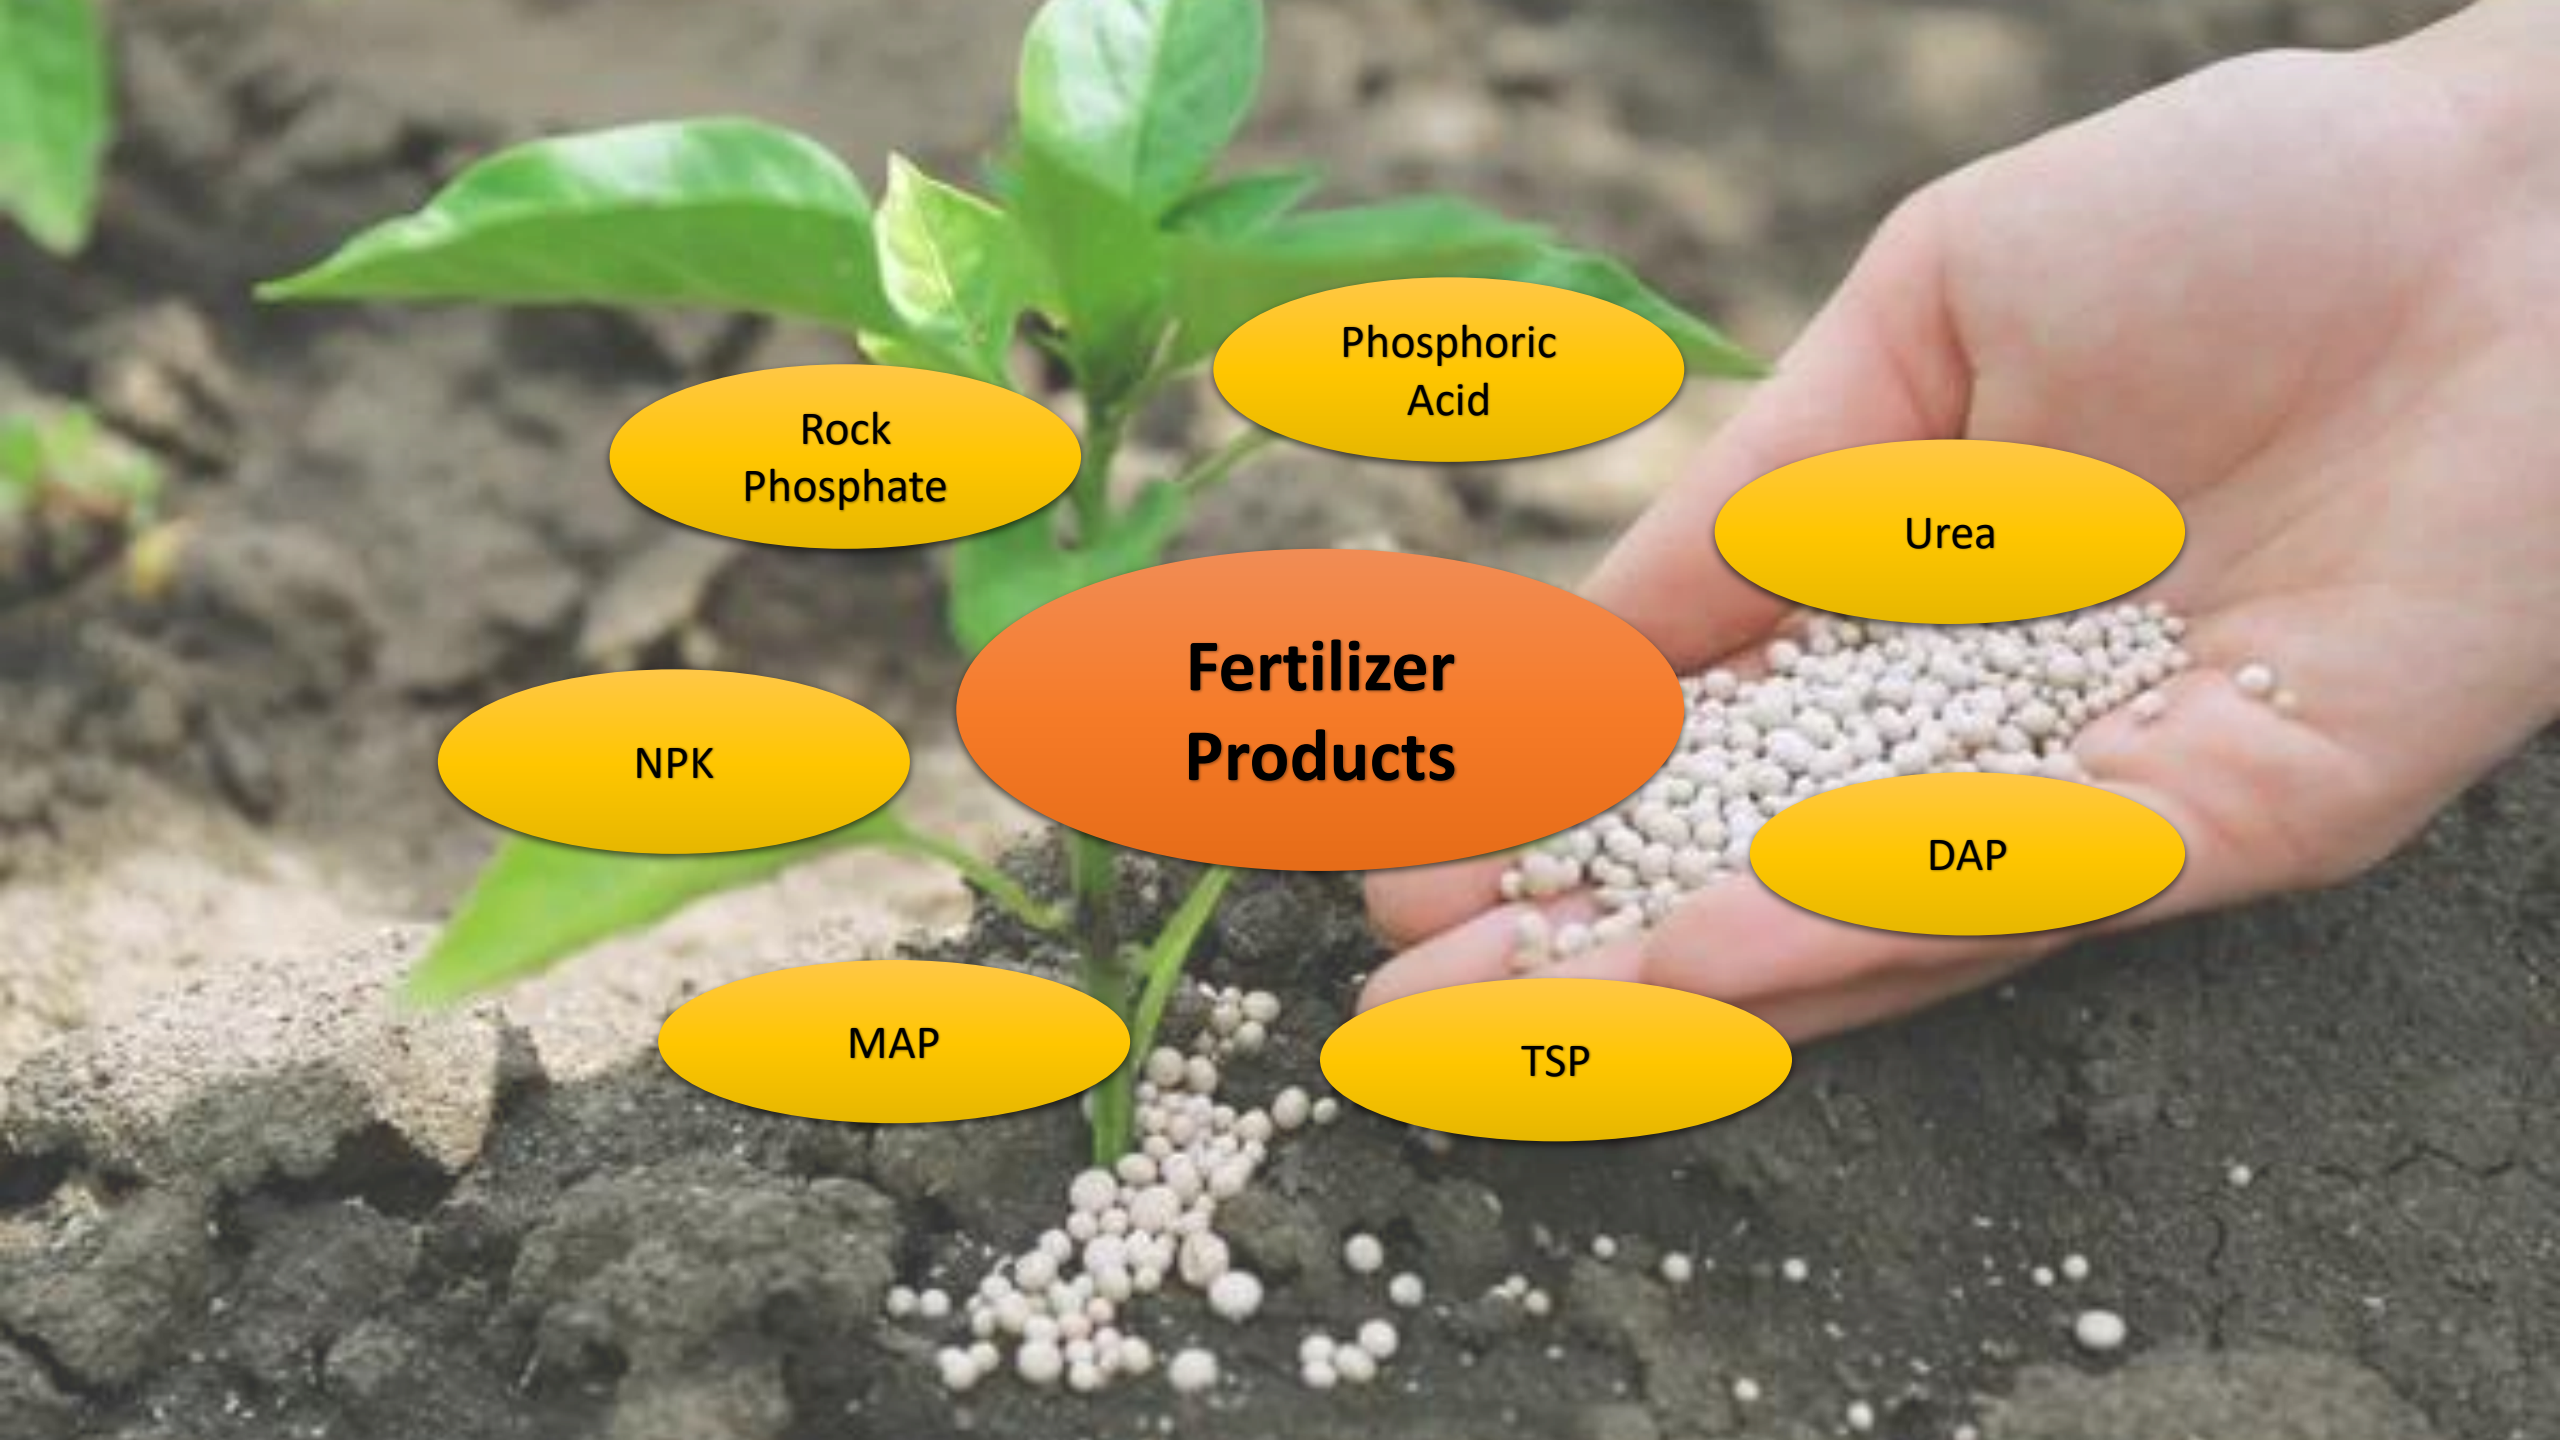 Phosphoric
Acid
Rock
Phosphate
Urea
Fertilizer
Products
NPK
DAP
MAP
TSP